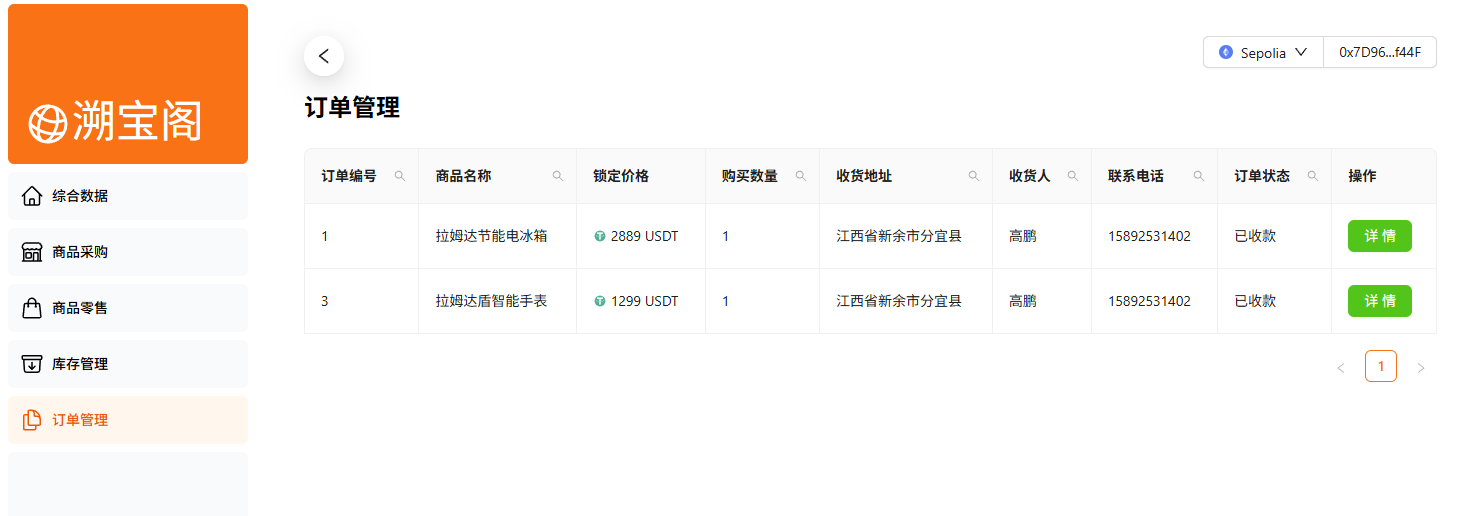 溯宝阁
综合数据
商品采购
商品零售
库存管理
订单管理
Sepolia 0x7D96...f44F
订单管理
订单编号 商品名称 锁定价格 购买数量 收货地址 收货人 联系电话 订单状态 操作
1 拉姆达节能电冰箱 2889 USDT 1 江西省新余市分宜县 高鹏 15892531402 已收款 详 情
3 拉姆达盾智能手表 1299 USDT 1 江西省新余市分宜县 高鹏 15892531402 已收款 详 情
1